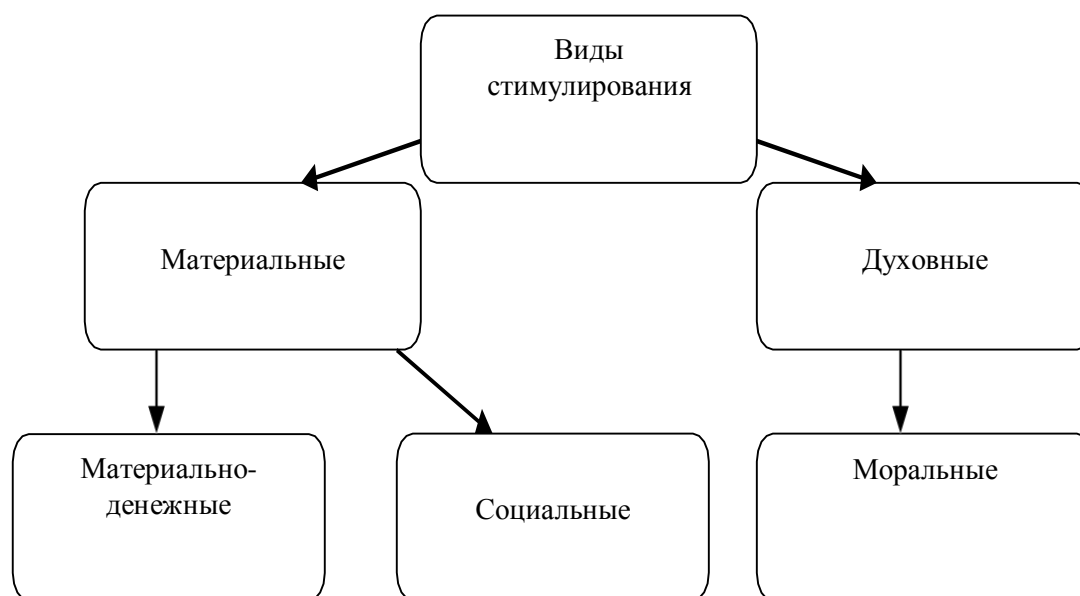 Виды
стимулирования
Материальные
Духовные
Материально-
денежные
Социальные
Моральные